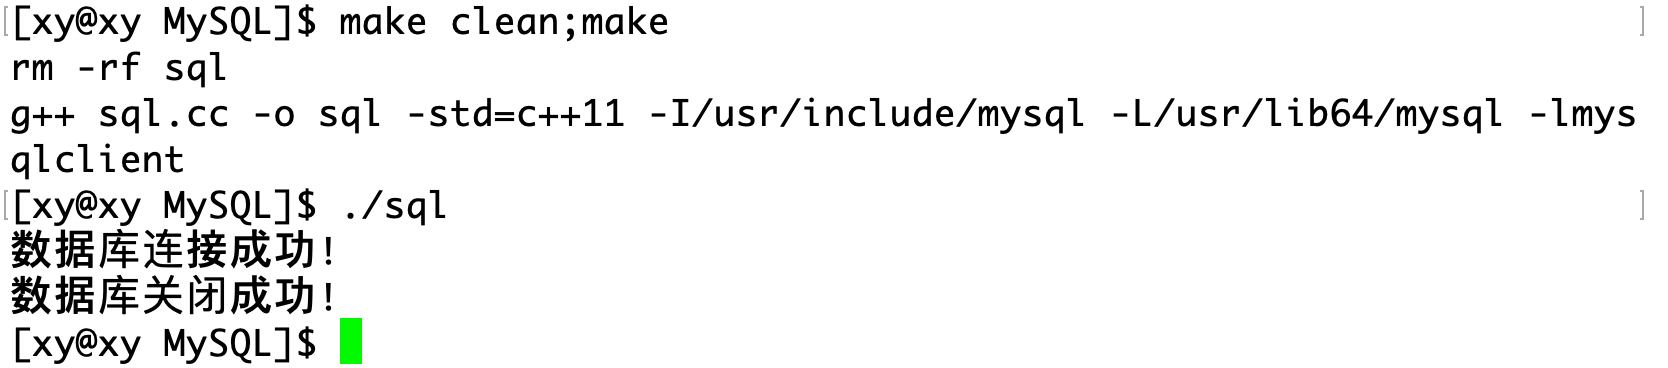 [xy@xy MySQL]$ make clean;make
rm -rf sql
g++ sql.cc -o sql -std=c++11 -I/usr/include/mysql -L/usr/lib64/mysql -lmys
qlclient
[xy@xy MySQL]$ ./sql
数据库连接成功!
数据库关闭成功!
[xy@xy MySQL]$